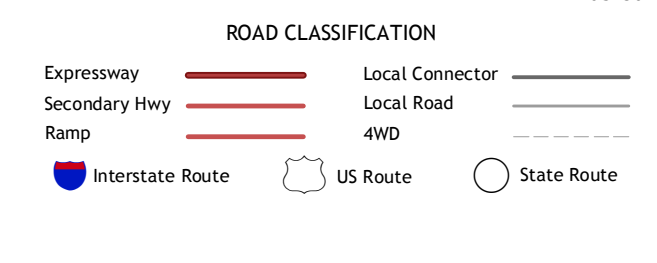 ROAD CLASSIFICATION
Expressway
Local Connector
Secondary Hwy
Local Road
Ramp
4WD
Interstate Route
US Route
State Route